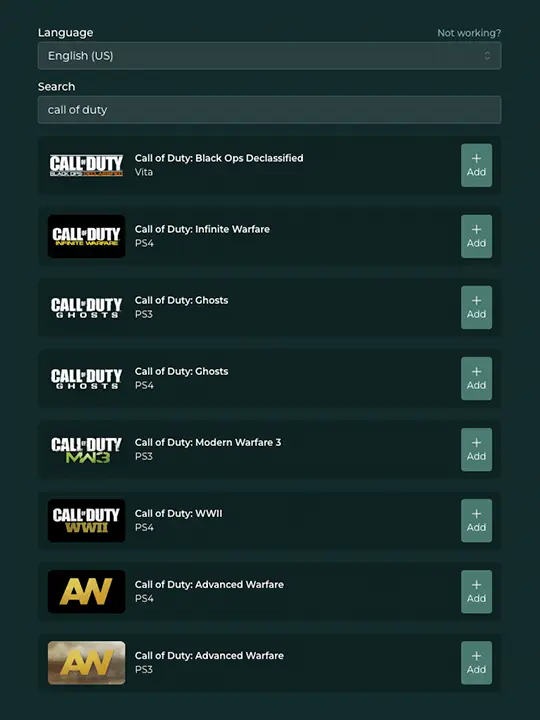 Language
Not working?
English (US)
Search
call of duty
CALL OF DUTY
BLACK OPS DECLASSIFIED
Call of Duty: Black Ops Declassified
Vita
+
Add
CALL OF DUTY
INFINITE WARFARE
Call of Duty: Infinite Warfare
PS4
+
Add
CALL OF DUTY
GHOSTS
Call of Duty: Ghosts
PS3
+
Add
CALL OF DUTY
GHOSTS
Call of Duty: Ghosts
PS4
+
Add
CALL OF DUTY
MW3
Call of Duty: Modern Warfare 3
PS3
+
Add
CALL OF DUTY
WWII
Call of Duty: WWII
PS4
+
Add
AW
Call of Duty: Advanced Warfare
PS4
+
Add
AW
Call of Duty: Advanced Warfare
PS3
+
Add